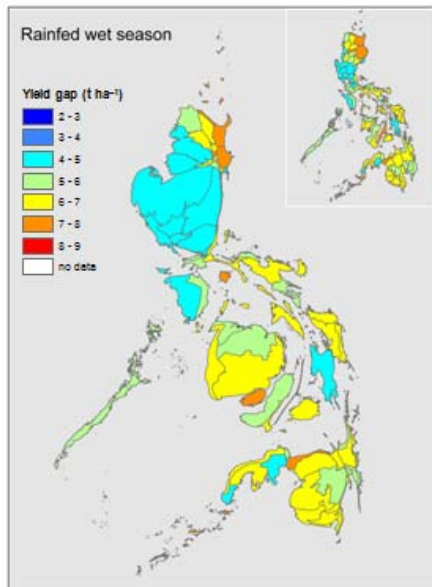 Rainfed wet season
Yield gap (t ha⁻¹)
2 - 3
3 - 4
4 - 5
5 - 6
6 - 7
7 - 8
8 - 9
no data